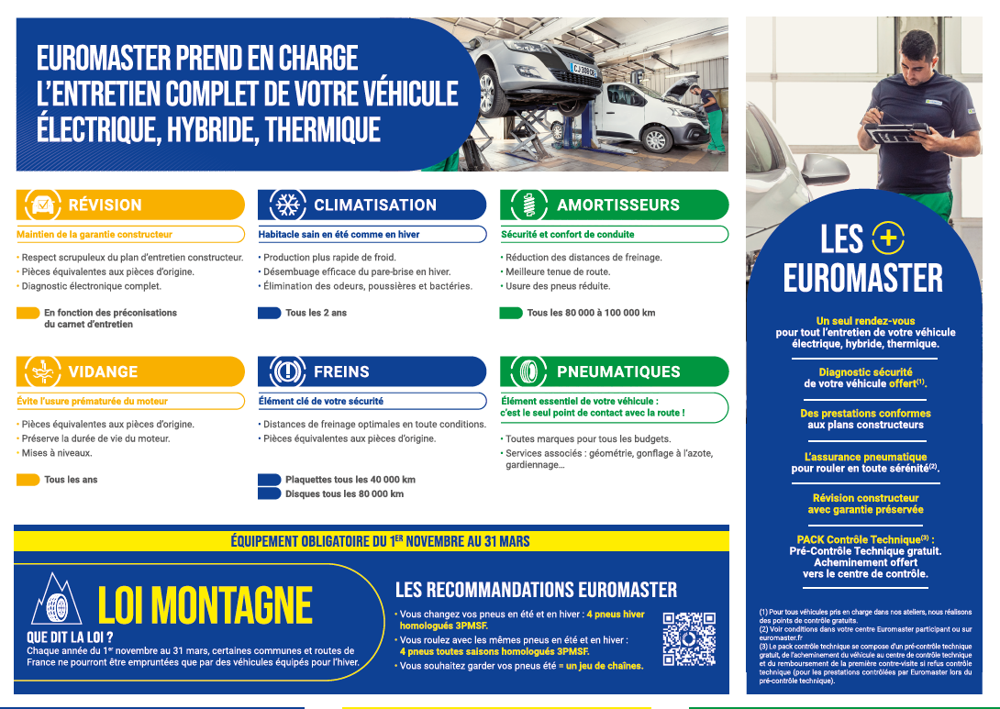 EUROMASTER PREND EN CHARGE
L'ENTRETIEN COMPLET DE VOTRE VÉHICULE
ÉLECTRIQUE, HYBRIDE, THERMIQUE
CJ 309 C6
RÉVISION
Maintien de la garantie constructeur
• Respect scrupuleux du plan d'entretien constructeur.
• Pièces équivalentes aux pièces d'origine.
• Diagnostic électronique complet.
En fonction des préconisations
du carnet d'entretien
CLIMATISATION
Habitacle sain en été comme en hiver
• Production plus rapide de froid.
• Désembuage efficace du pare-brise en hiver.
• Élimination des odeurs, poussières et bactéries.
Tous les 2 ans
AMORTISSEURS
Sécurité et confort de conduite
• Réduction des distances de freinage.
• Meilleure tenue de route.
• Usure des pneus réduite.
Tous les 80 000 à 100 000 km
VIDANGE
Évite l'usure prématurée du moteur
• Pièces équivalentes aux pièces d'origine.
• Préserve la durée de vie du moteur.
• Mises à niveaux.
Tous les ans
FREINS
Élément clé de votre sécurité
• Distances de freinage optimales en toute conditions.
• Pièces équivalentes aux pièces d'origine.
Plaquettes tous les 40 000 km
Disques tous les 80 000 km
PNEUMATIQUES
Élément essentiel de votre véhicule :
c'est le seul point de contact avec la route !
• Toutes marques pour tous les budgets.
• Services associés : géométrie, gonflage à l'azote,
gardiennage…
ÉQUIPEMENT OBLIGATOIRE DU 1ER NOVEMBRE AU 31 MARS
LOI MONTAGNE
QUE DIT LA LOI ?
Chaque année du 1er novembre au 31 mars, certaines communes et routes de
France ne pourront être empruntées que par des véhicules équipés pour l'hiver.
LES RECOMMANDATIONS EUROMASTER
• Vous changez vos pneus en été et en hiver : 4 pneus hiver
homologués 3PMSF.
• Vous roulez avec les mêmes pneus en été et en hiver :
4 pneus toutes saisons homologués 3PMSF.
• Vous souhaitez garder vos pneus été = un jeu de chaînes.
LES +
EUROMASTER
Un seul rendez-vous
pour tout l'entretien de votre véhicule
électrique, hybride, thermique.
Diagnostic sécurité
de votre véhicule offert(1).
Des prestations conformes
aux plans constructeurs
L'assurance pneumatique
pour rouler en toute sérénité(2).
Révision constructeur
avec garantie préservée
PACK Contrôle Technique(3) :
Pré-Contrôle Technique gratuit.
Acheminement offert
vers le centre de contrôle.
(1) Pour tous véhicules pris en charge dans nos ateliers, nous réalisons
des points de contrôle gratuits.
(2) Voir conditions dans votre centre Euromaster participant ou sur
euromaster.fr
(3) Le pack contrôle technique se compose d'un pré-contrôle technique
gratuit, de l'acheminement du véhicule au centre de contrôle technique
et du remboursement de la première contre-visite si refus contrôle
technique (pour les prestations contrôlées par Euromaster lors du
pré-contrôle technique).